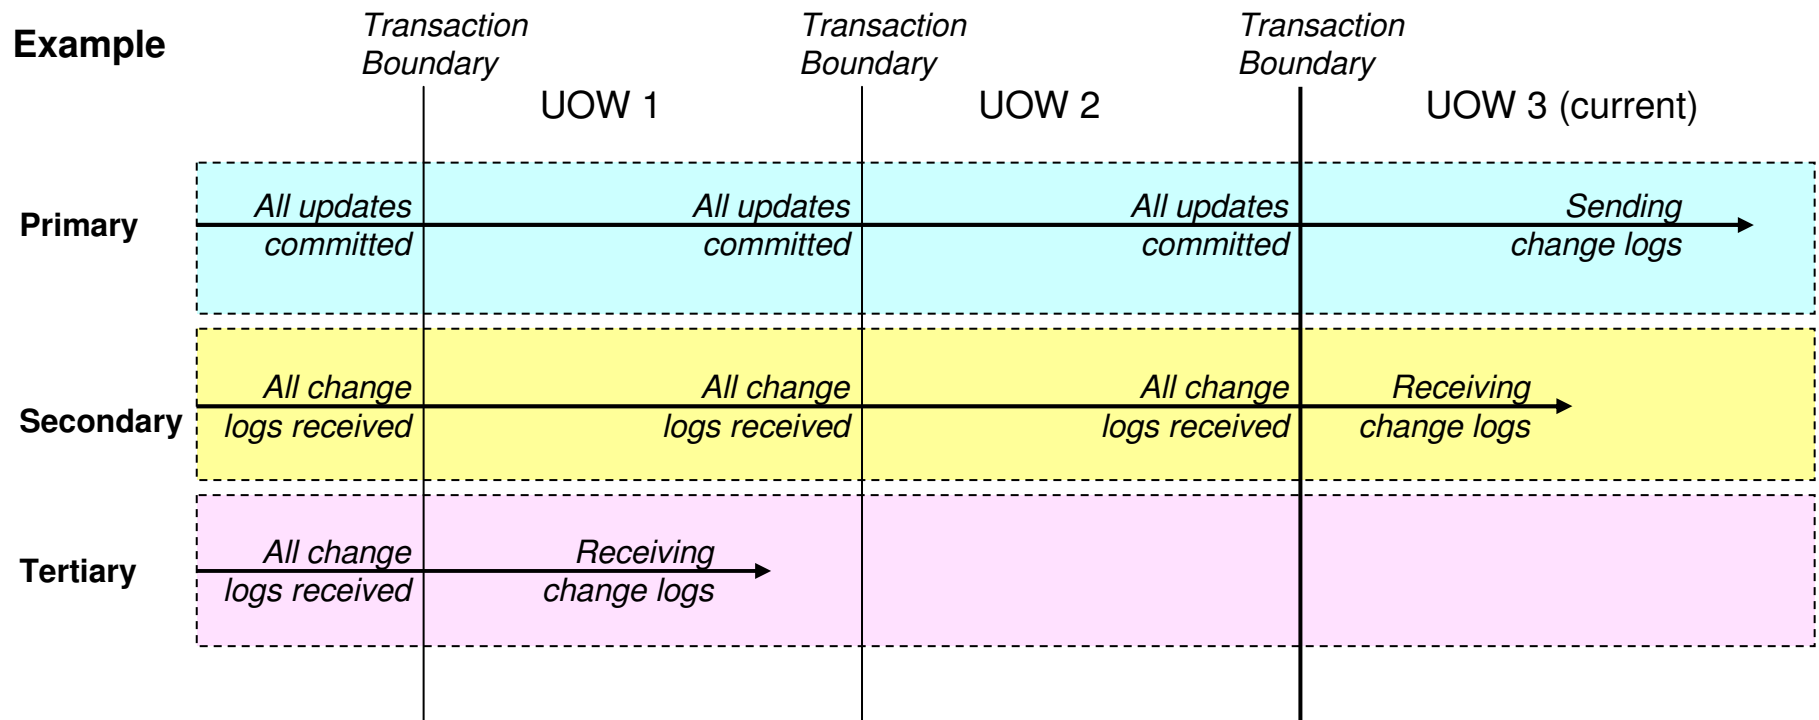 Example
Transaction
Boundary
Transaction
Boundary
Transaction
Boundary
UOW 1
UOW 2
UOW 3 (current)
Primary
All updates
committed
All updates
committed
All updates
committed
Sending
change logs
Secondary
All change
logs received
All change
logs received
All change
logs received
Receiving
change logs
Tertiary
All change
logs received
Receiving
change logs